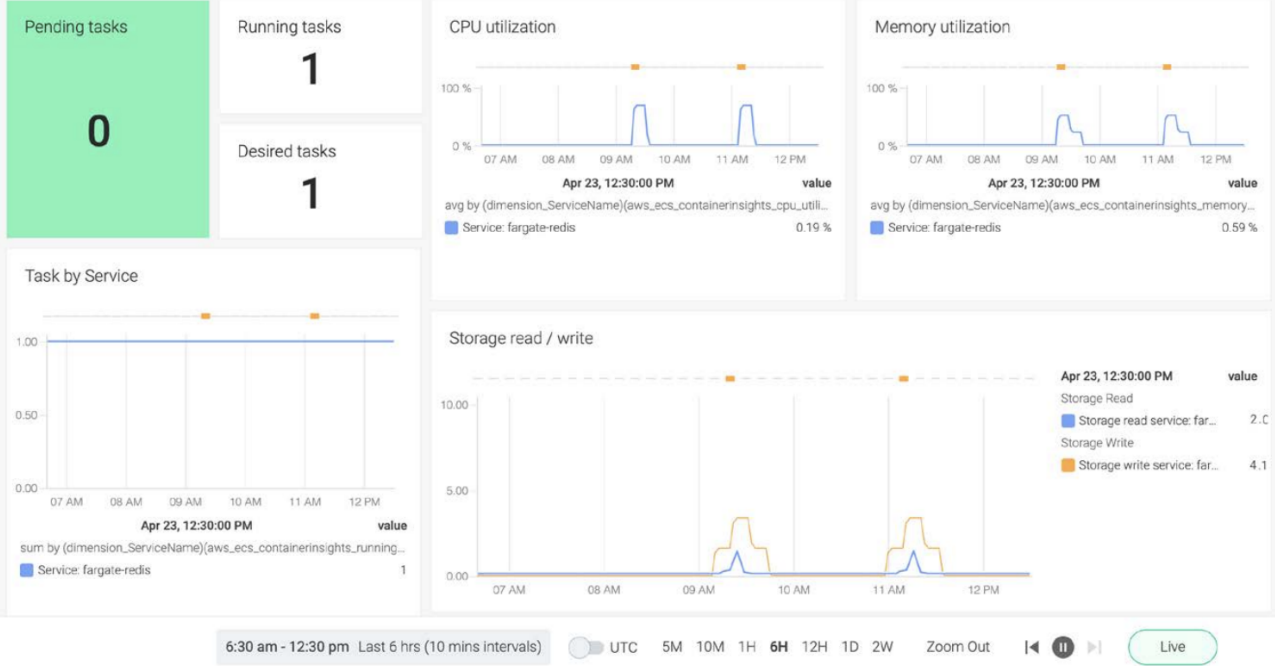 Pending tasks
0
Running tasks
1
Desired tasks
1
CPU utilization
100 %
0 %
07 AM 08 AM 09 AM 10 AM 11 AM 12 PM
Apr 23, 12:30:00 PM value
avg by (dimension_ServiceName)(aws_ecs_containerinsights_cpu_utili...
Service: fargate-redis 0.19 %
Memory utilization
100 %
0 %
07 AM 08 AM 09 AM 10 AM 11 AM 12 PM
Apr 23, 12:30:00 PM value
avg by (dimension_ServiceName)(aws_ecs_containerinsights_memory...
Service: fargate-redis 0.59 %
Task by Service
1.00
0.50
0.00
07 AM 08 AM 09 AM 10 AM 11 AM 12 PM
Apr 23, 12:30:00 PM value
sum by (dimension_ServiceName)(aws_ecs_containerinsights_running...
Service: fargate-redis 1
Storage read / write
10.00
5.00
0.00
07 AM 08 AM 09 AM 10 AM 11 AM 12 PM
Apr 23, 12:30:00 PM value
Storage Read
Storage read service: far...
Storage Write
Storage write service: far... 4.1
6:30 am - 12:30 pm Last 6 hrs (10 mins intervals) UTC 5M 10M 1H 6H 12H 1D 2W Zoom Out Live